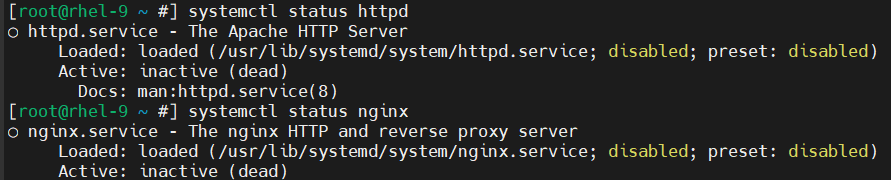 [root@rhel-9 ~ #] systemctl status httpd
○ httpd.service - The Apache HTTP Server
Loaded: loaded (/usr/lib/systemd/system/httpd.service; disabled; preset: disabled)
Active: inactive (dead)
Docs: man:httpd.service(8)
[root@rhel-9 ~ #] systemctl status nginx
○ nginx.service - The nginx HTTP and reverse proxy server
Loaded: loaded (/usr/lib/systemd/system/nginx.service; disabled; preset: disabled)
Active: inactive (dead)